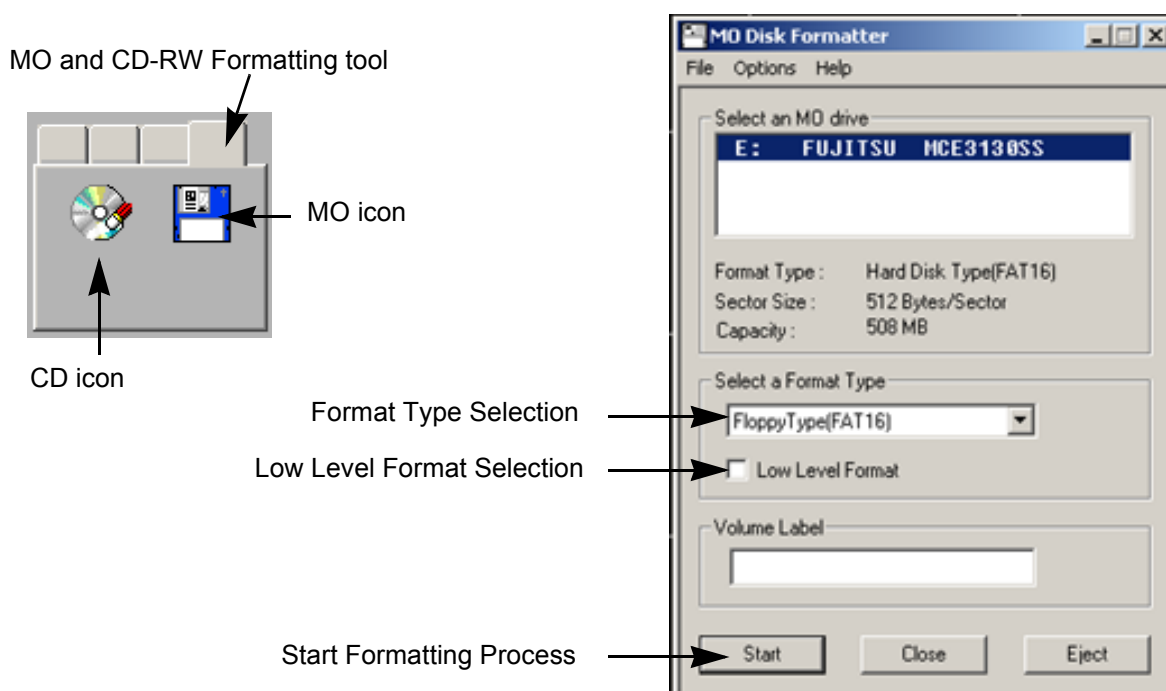 MO and CD-RW Formatting tool
MO icon
CD icon
Format Type Selection
Low Level Format Selection
Start Formatting Process
MO Disk Formatter
File Options Help
Select an MO drive
E: FUJITSU MCE3130SS
Format Type : Hard Disk Type(FAT16)
Sector Size : 512 Bytes/Sector
Capacity : 508 MB
Select a Format Type
FloppyType(FAT16)
Low Level Format
Volume Label
Start Close Eject